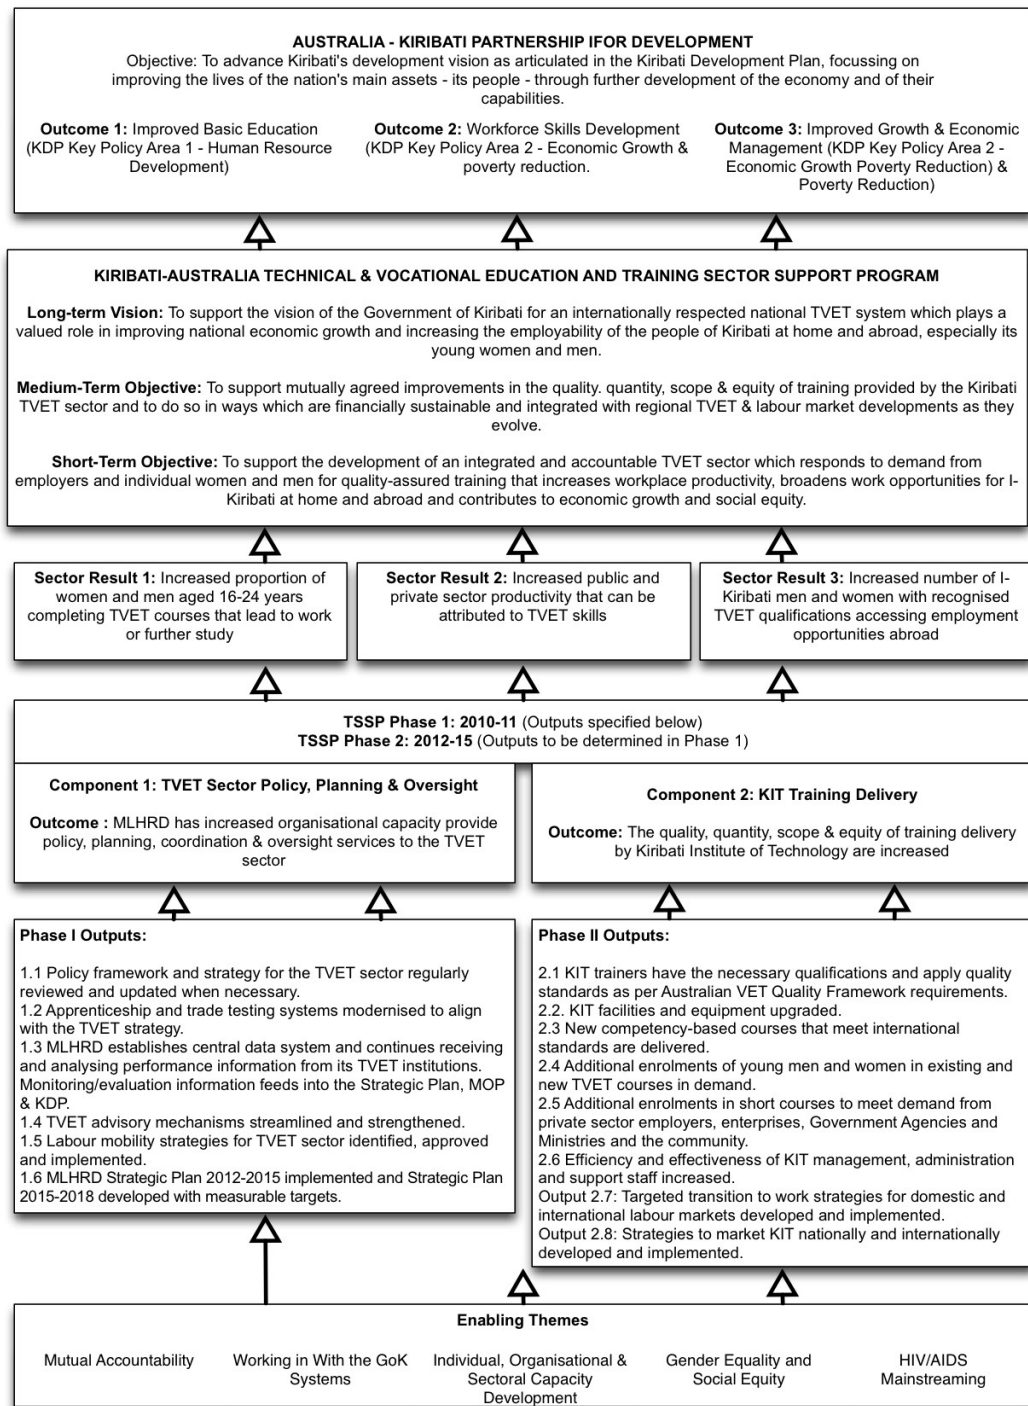 AUSTRALIA - KIRIBATI PARTNERSHIP IFOR DEVELOPMENT
Objective: To advance Kiribati's development vision as articulated in the Kiribati Development Plan, focussing on
improving the lives of the nation's main assets - its people - through further development of the economy and of their
capabilities.
Outcome 1: Improved Basic Education
(KDP Key Policy Area 1 - Human Resource
Development)
Outcome 2: Workforce Skills Development
(KDP Key Policy Area 2 - Economic Growth &
poverty reduction.
Outcome 3: Improved Growth & Economic
Management (KDP Key Policy Area 2 -
Economic Growth Poverty Reduction) &
Poverty Reduction)
KIRIBATI-AUSTRALIA TECHNICAL & VOCATIONAL EDUCATION AND TRAINING SECTOR SUPPORT PROGRAM
Long-term Vision: To support the vision of the Government of Kiribati for an internationally respected national TVET system which plays a
valued role in improving national economic growth and increasing the employability of the people of Kiribati at home and abroad, especially its
young women and men.
Medium-Term Objective: To support mutually agreed improvements in the quality. quantity, scope & equity of training provided by the Kiribati
TVET sector and to do so in ways which are financially sustainable and integrated with regional TVET & labour market developments as they
evolve.
Short-Term Objective: To support the development of an integrated and accountable TVET sector which responds to demand from
employers and individual women and men for quality-assured training that increases workplace productivity, broadens work opportunities for I-
Kiribati at home and abroad and contributes to economic growth and social equity.
Sector Result 1: Increased proportion of
women and men aged 16-24 years
completing TVET courses that lead to work
or further study
Sector Result 2: Increased public and
private sector productivity that can be
attributed to TVET skills
Sector Result 3: Increased number of I-
Kiribati men and women with recognised
TVET qualifications accessing employment
opportunities abroad
TSSP Phase 1: 2010-11 (Outputs specified below)
TSSP Phase 2: 2012-15 (Outputs to be determined in Phase 1)
Component 1: TVET Sector Policy, Planning & Oversight
Outcome : MLHRD has increased organisational capacity provide
policy, planning, coordination & oversight services to the TVET
sector
Component 2: KIT Training Delivery
Outcome: The quality, quantity, scope & equity of training delivery
by Kiribati Institute of Technology are increased
Phase I Outputs:
1.1 Policy framework and strategy for the TVET sector regularly
reviewed and updated when necessary.
1.2 Apprenticeship and trade testing systems modernised to align
with the TVET strategy.
1.3 MLHRD establishes central data system and continues receiving
and analysing performance information from its TVET institutions.
Monitoring/evaluation information feeds into the Strategic Plan, MOP
& KDP.
1.4 TVET advisory mechanisms streamlined and strengthened.
1.5 Labour mobility strategies for TVET sector identified, approved
and implemented.
1.6 MLHRD Strategic Plan 2012-2015 implemented and Strategic Plan
2015-2018 developed with measurable targets.
Phase II Outputs:
2.1 KIT trainers have the necessary qualifications and apply quality
standards as per Australian VET Quality Framework requirements.
2.2. KIT facilities and equipment upgraded.
2.3 New competency-based courses that meet international
standards are delivered.
2.4 Additional enrolments of young men and women in existing and
new TVET courses in demand.
2.5 Additional enrolments in short courses to meet demand from
private sector employers, enterprises, Government Agencies and
Ministries and the community.
2.6 Efficiency and effectiveness of KIT management, administration
and support staff increased.
Output 2.7: Targeted transition to work strategies for domestic and
international labour markets developed and implemented.
Output 2.8: Strategies to market KIT nationally and internationally
developed and implemented.
Enabling Themes
Mutual Accountability
Working in With the GoK
Systems
Individual, Organisational &
Sectoral Capacity
Development
Gender Equality and
Social Equity
HIV/AIDS
Mainstreaming